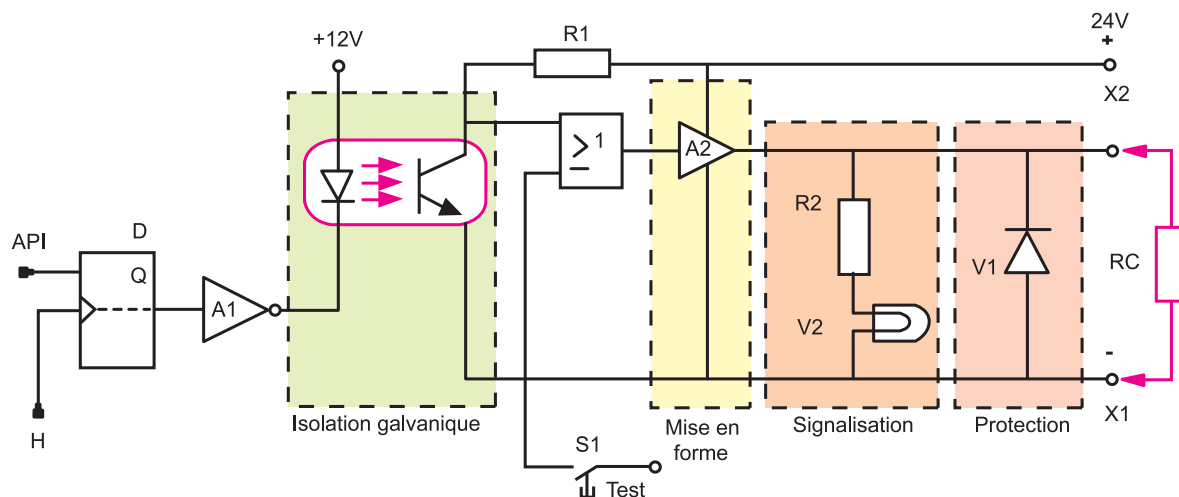 +12V
R1
24V
+
X2
≥ 1
A2
API
D
Q
A1
H
R2
V2
V1
RC
-
X1
Isolation galvanique
Mise en
forme
Signalisation
Protection
S1
Test